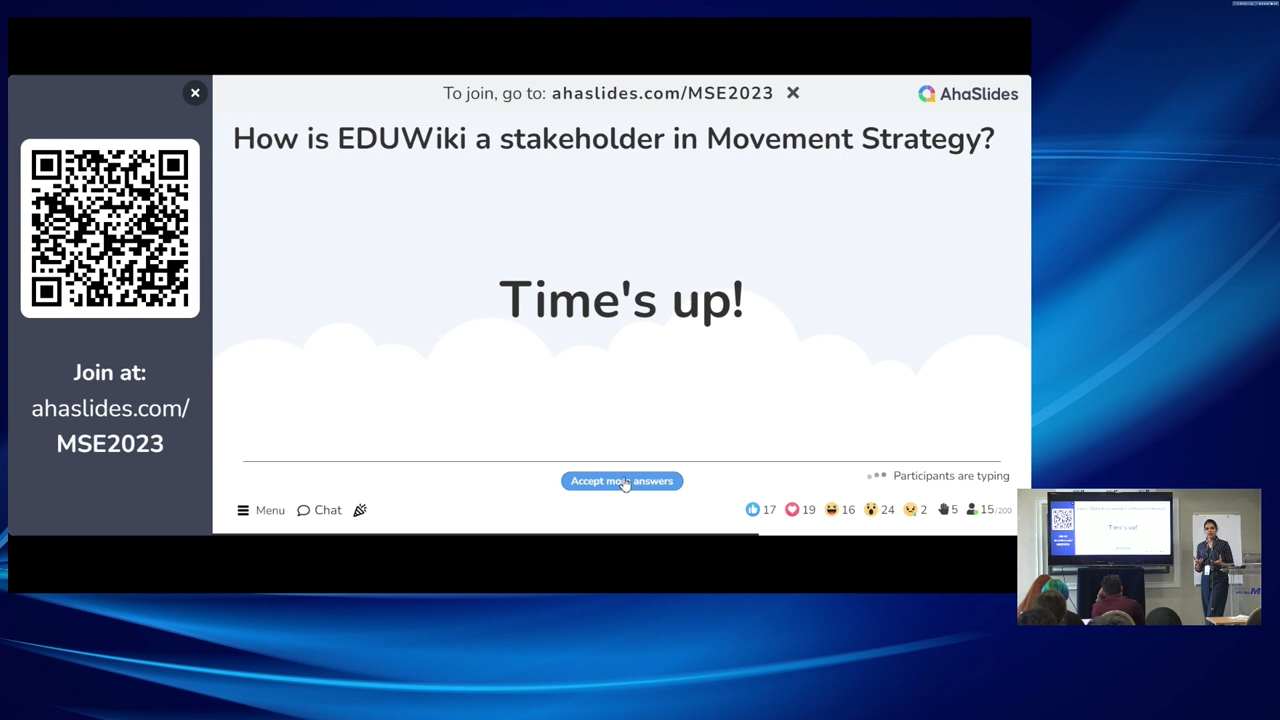 To join, go to: ahaslides.com/MSE2023
AhaSlides
How is EDUWiki a stakeholder in Movement Strategy?
Time's up!
Join at:
ahaslides.com/
MSE2023
Accept more answers
Participants are typing
Menu
Chat
17
19
16
24
2
5
15/200
Time's up!